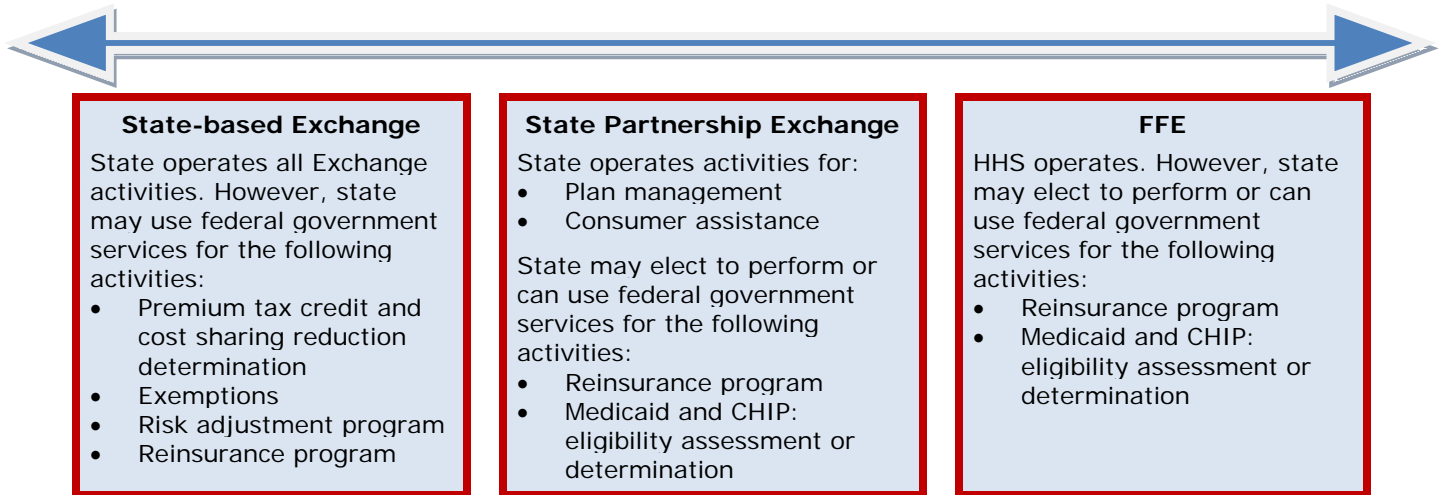 State-based Exchange
State operates all Exchange
activities. However, state
may use federal government
services for the following
activities:
• Premium tax credit and
cost sharing reduction
determination
• Exemptions
• Risk adjustment program
• Reinsurance program
State Partnership Exchange
State operates activities for:
• Plan management
• Consumer assistance
State may elect to perform or
can use federal government
services for the following
activities:
• Reinsurance program
• Medicaid and CHIP:
eligibility assessment or
determination
FFE
HHS operates. However, state
may elect to perform or can
use federal government
services for the following
activities:
• Reinsurance program
• Medicaid and CHIP:
eligibility assessment or
determination